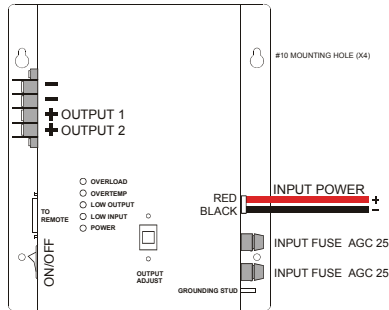 #10 MOUNTING HOLE (X4)
OUTPUT 1
OUTPUT 2
OVERLOAD
OVERTEMP
LOW OUTPUT
LOW INPUT
POWER
TO
REMOTE
ON/OFF
OUTPUT
ADJUST
RED
BLACK
INPUT POWER
INPUT FUSE AGC 25
INPUT FUSE AGC 25
GROUNDING STUD